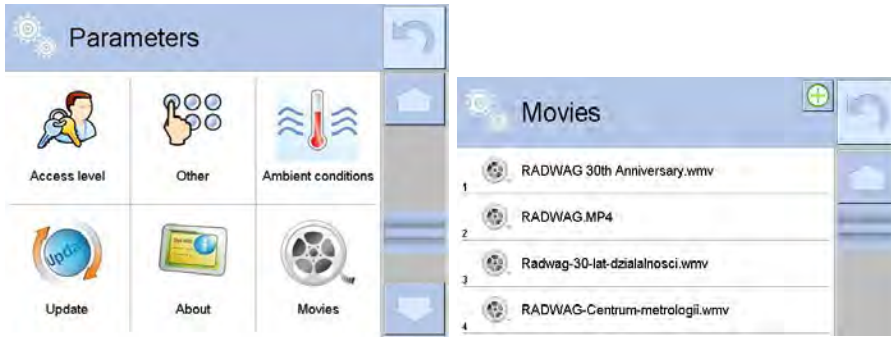 Parameters
Access level
Other
Ambient conditions
Update
Update
About
Movies
Movies
1 RADWAG 30th Anniversary.wmv
2 RADWAG.MP4
3 Radwag-30-lat-dzialalnosci.wmv
4 RADWAG-Centrum-metrologii.wmv